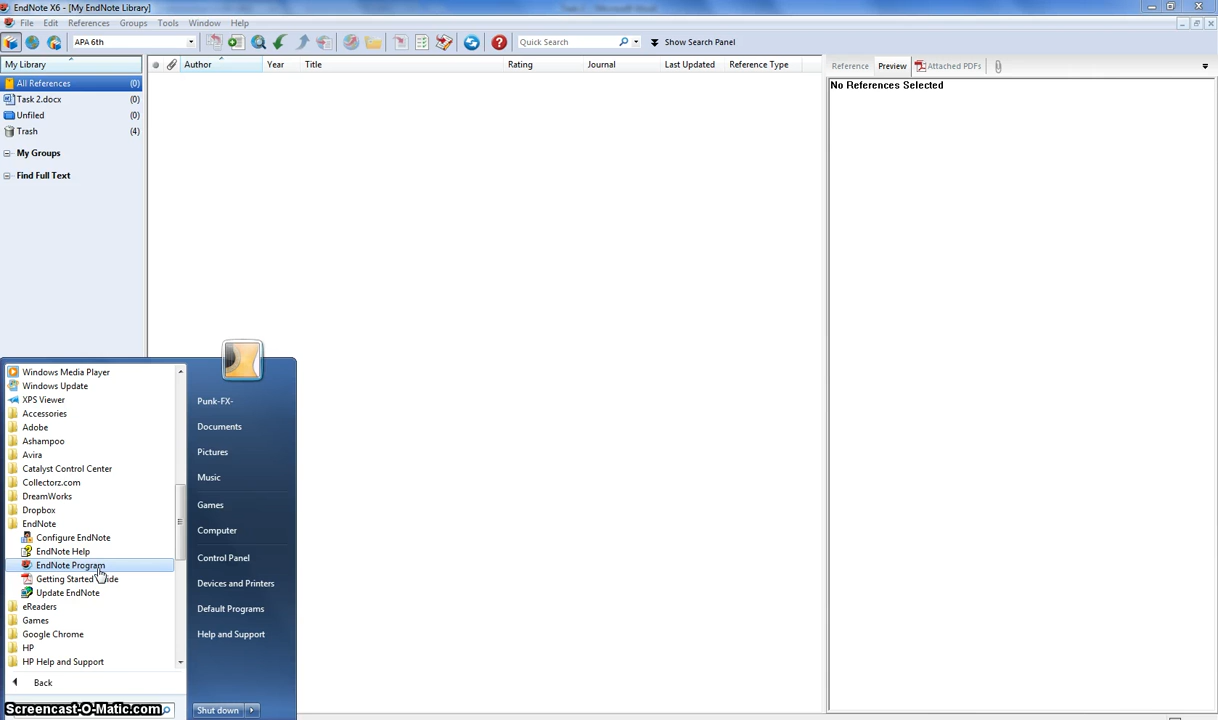 EndNote X6 - [My EndNote Library]
File Edit References Groups Tools Window Help
APA 6th
Quick Search
Show Search Panel
My Library
All References (0)
Task 2.docx (0)
Unfiled (0)
Trash (4)
My Groups
Find Full Text
Author Year Title Rating Journal Last Updated Reference Type
Reference Preview Attached PDFs
No References Selected
Windows Media Player
Windows Update
XPS Viewer
Accessories
Adobe
Ashampoo
Avira
Catalyst Control Center
Collectorz.com
DreamWorks
Dropbox
EndNote
Configure EndNote
EndNote Help
EndNote Program
Getting Started
Update EndNote
eReaders
Games
Google Chrome
HP
HP Help and Support
Back
Punk-FX-
Documents
Pictures
Music
Games
Computer
Control Panel
Devices and Printers
Default Programs
Help and Support
Shut down
Screencast-O-Matic.com